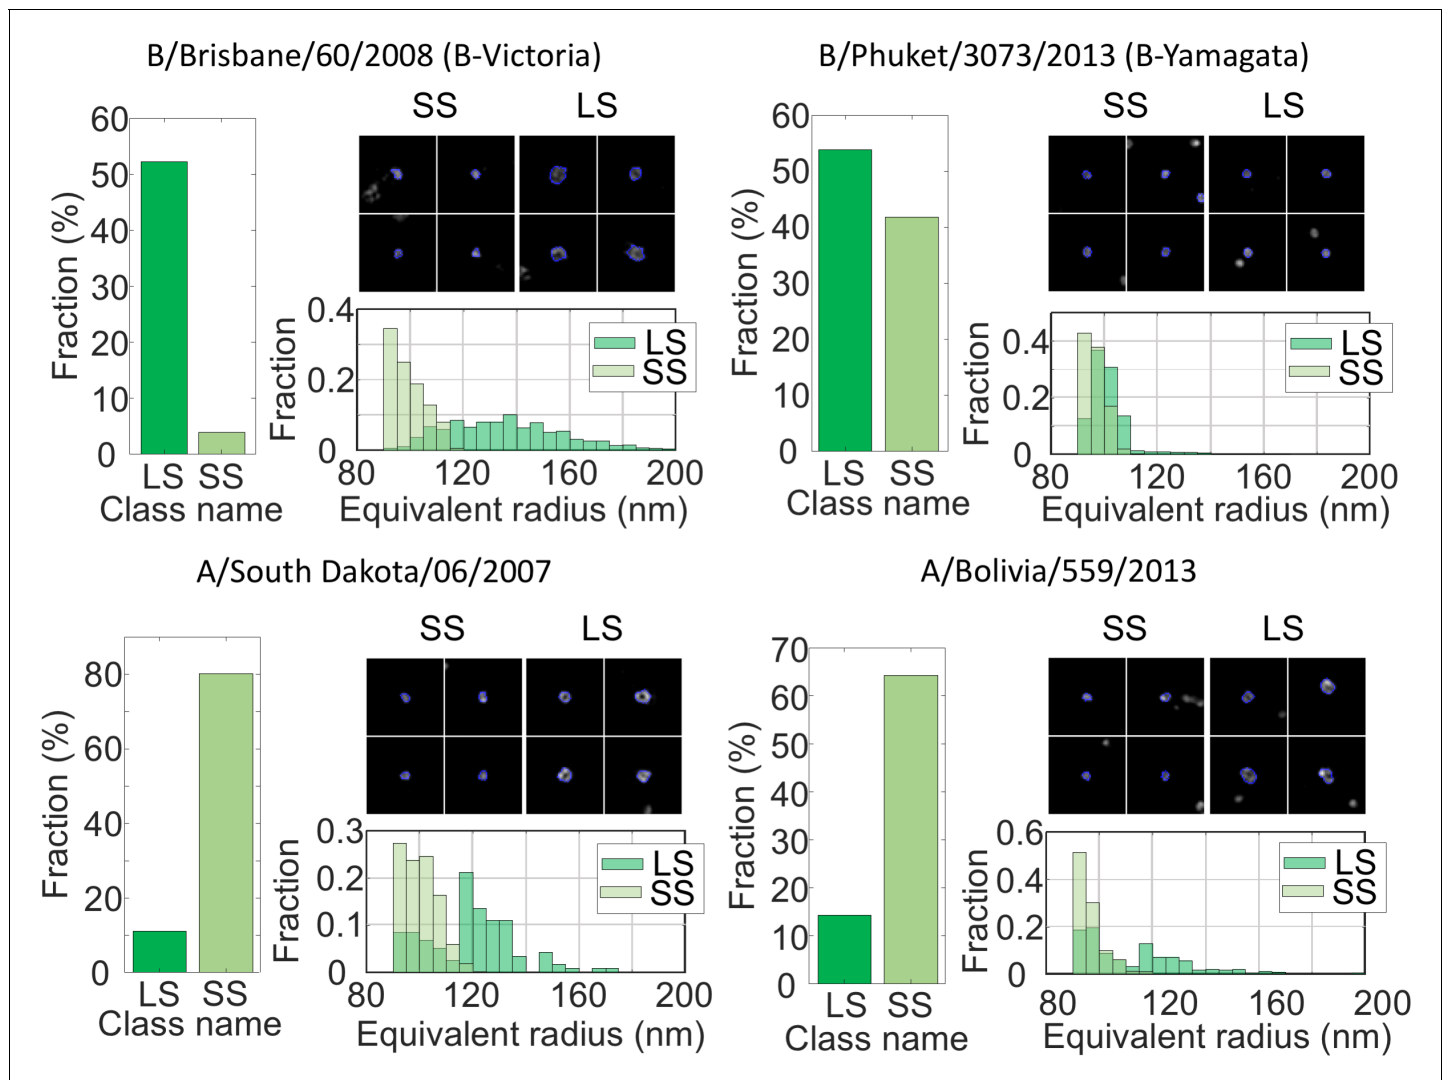 B/Brisbane/60/2008 (B-Victoria)
SS LS
60
50
40
30
20
10
0
Fraction (%)
LS SS
Class name
0.4
0.2
0
Fraction
LS
SS
80 120 160 200
Equivalent radius (nm)
B/Phuket/3073/2013 (B-Yamagata)
SS LS
60
50
40
30
20
10
0
Fraction (%)
LS SS
Class name
0.4
0.2
0
Fraction
LS
SS
80 120 160 200
Equivalent radius (nm)
A/South Dakota/06/2007
SS LS
80
60
40
20
0
Fraction (%)
LS SS
Class name
0.3
0.2
0.1
0
Fraction
LS
SS
80 120 160 200
Equivalent radius (nm)
A/Bolivia/559/2013
SS LS
70
60
50
40
30
20
10
0
Fraction (%)
LS SS
Class name
0.6
0.4
0.2
0
Fraction
LS
SS
80 120 160 200
Equivalent radius (nm)